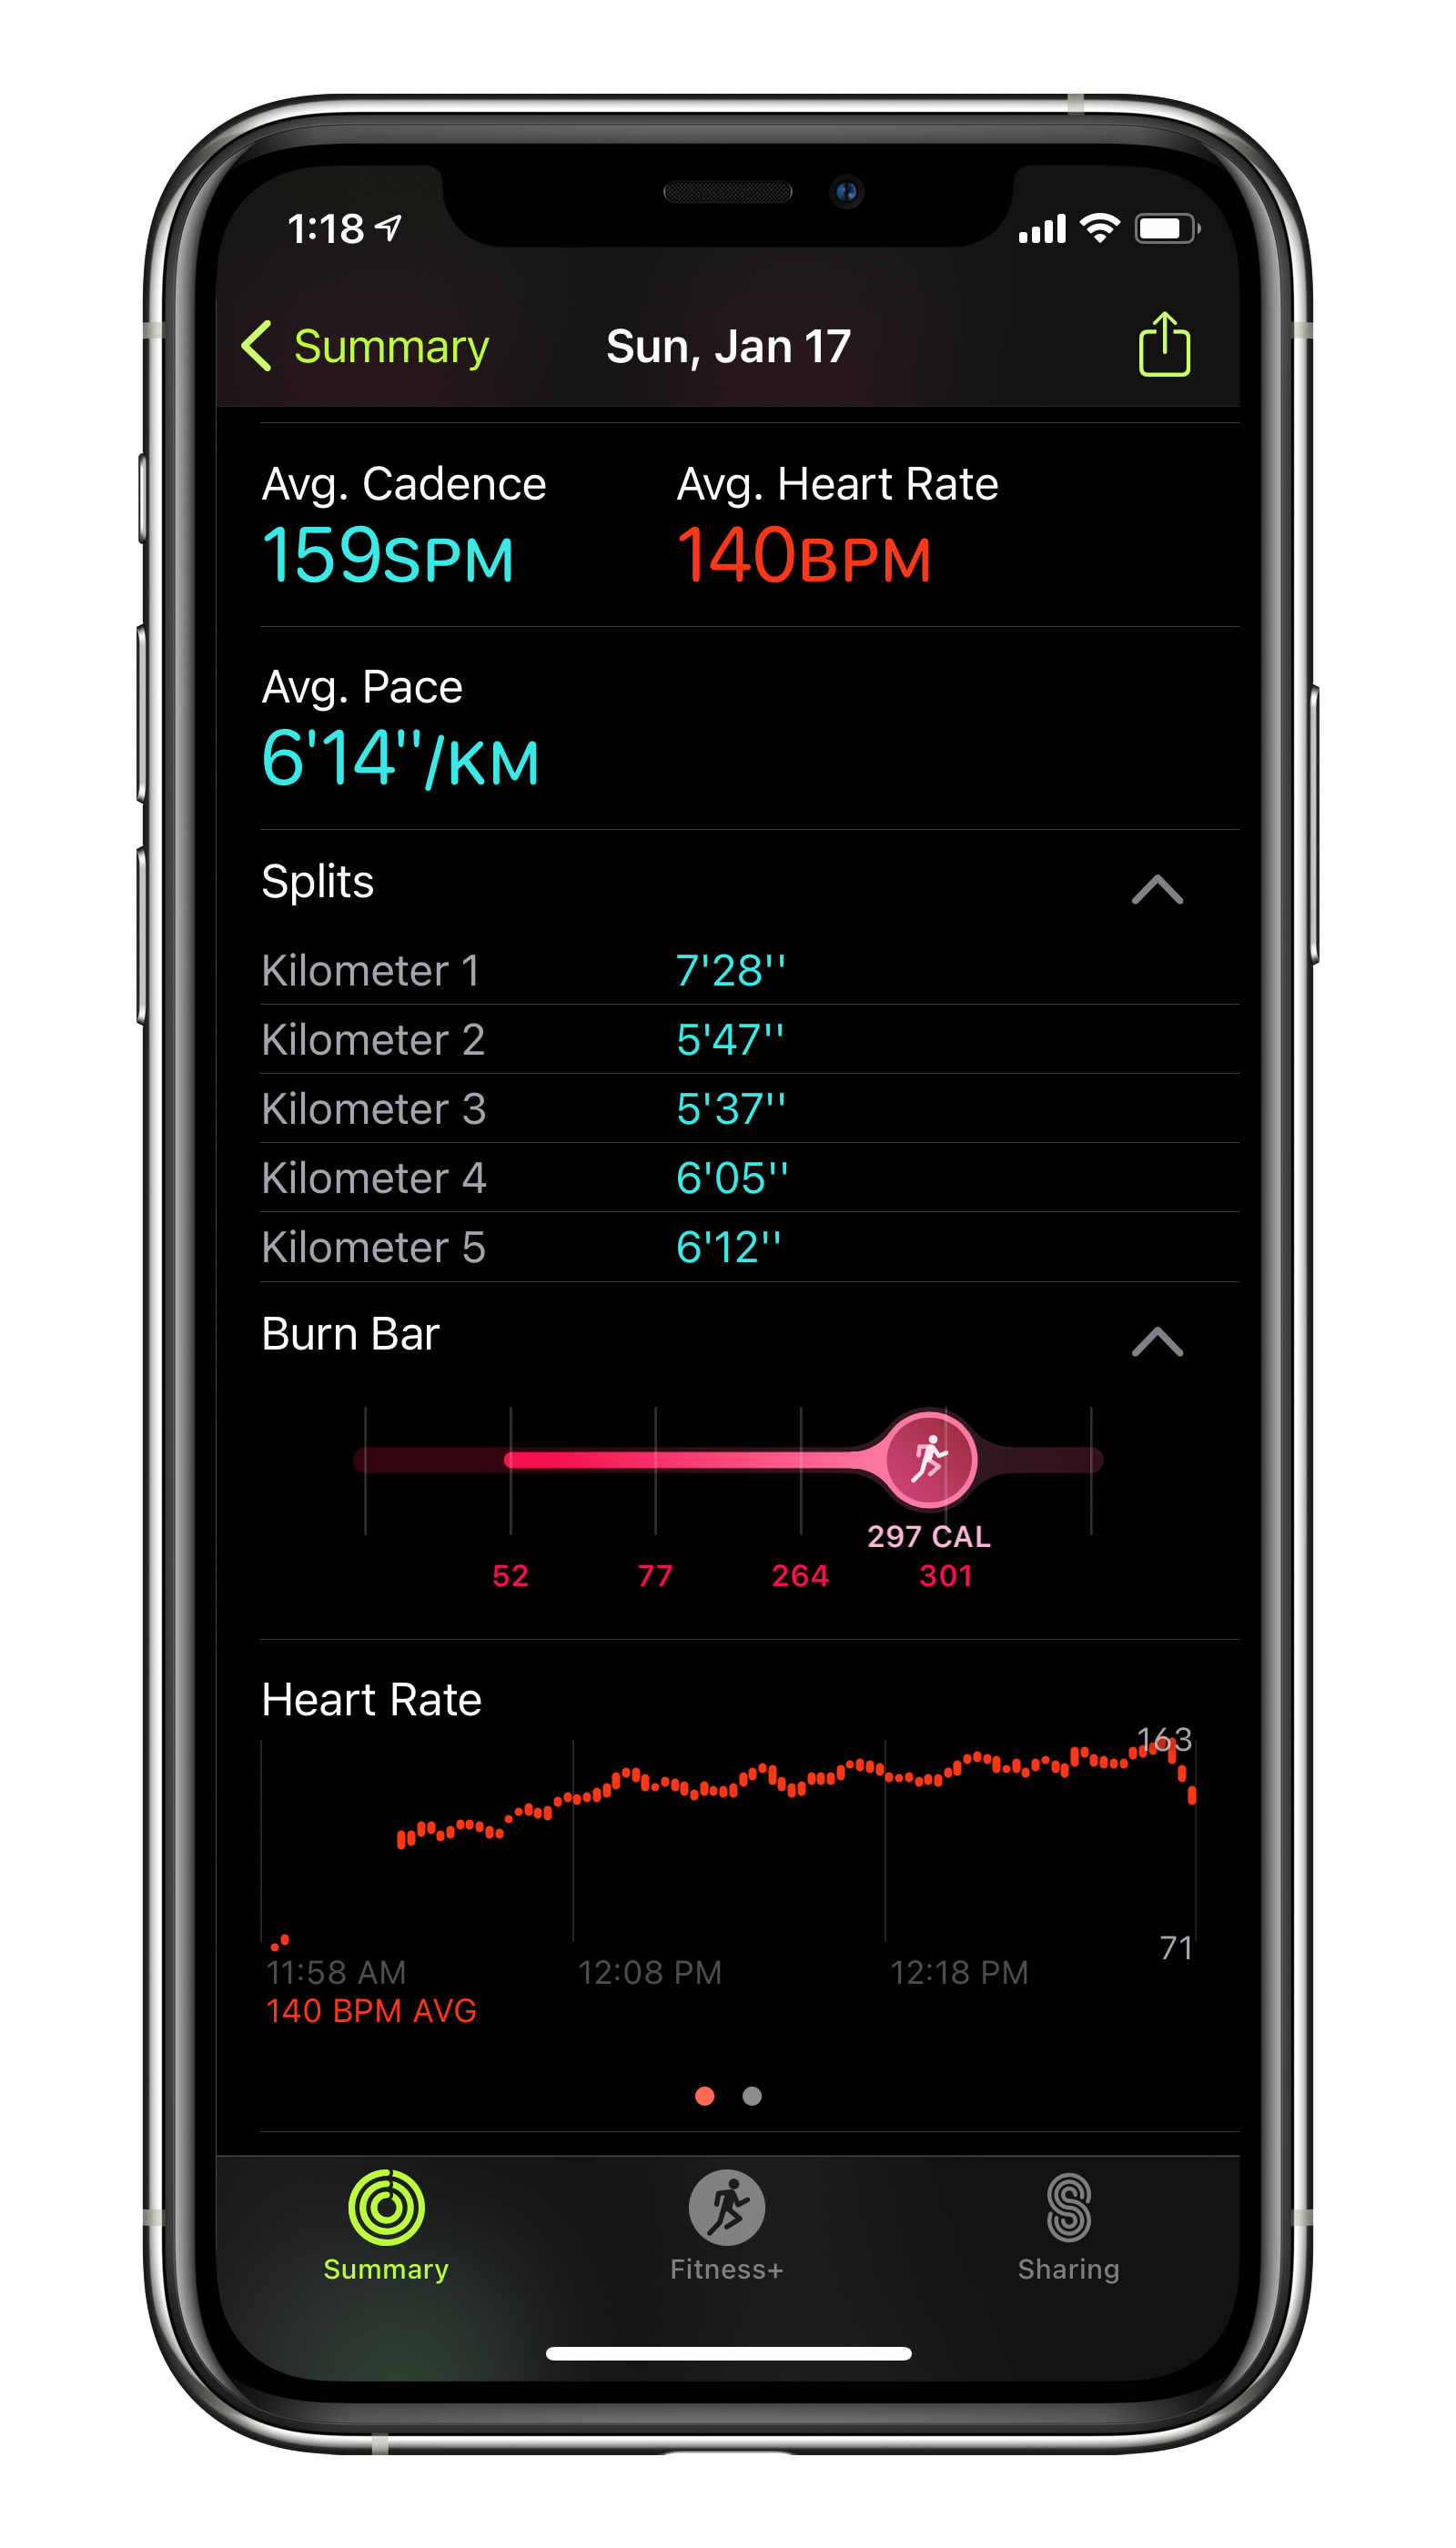 1:18
Summary Sun, Jan 17
Avg. Cadence Avg. Heart Rate
159SPM 140BPM
Avg. Pace
6'14''/KM
Splits
Kilometer 1 7'28''
Kilometer 2 5'47''
Kilometer 3 5'37''
Kilometer 4 6'05''
Kilometer 5 6'12''
Burn Bar
297 CAL
52 77 264 301
Heart Rate
163
71
11:58 AM 12:08 PM 12:18 PM
140 BPM AVG
Summary Fitness+ Sharing